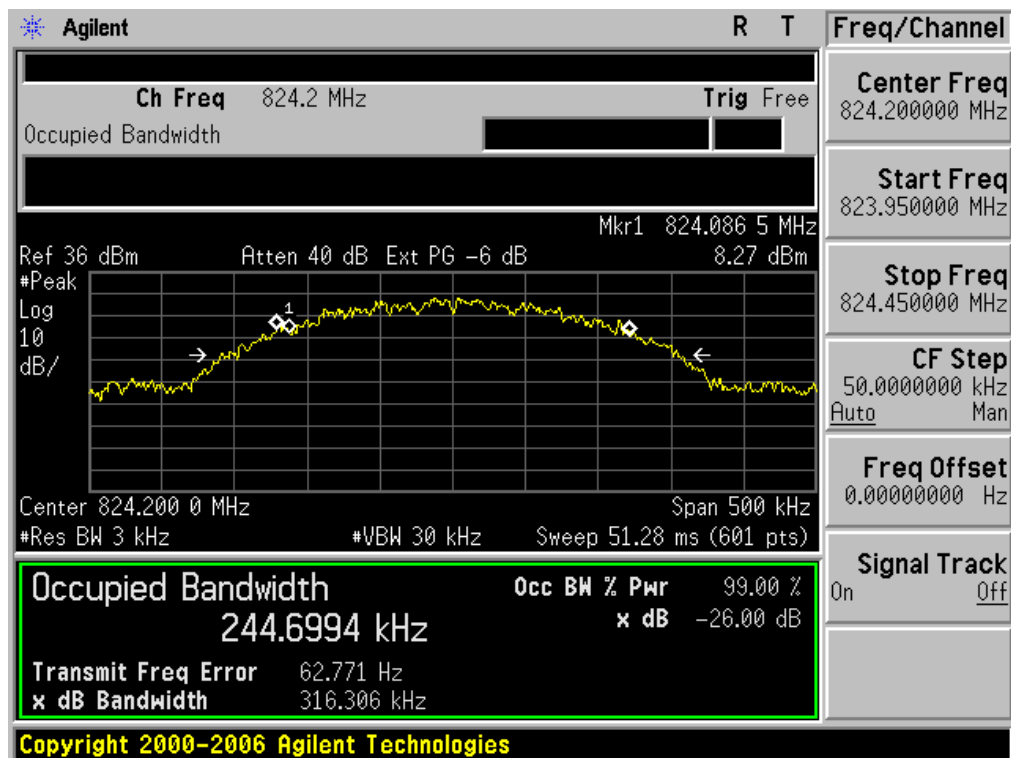 Agilent R T
Ch Freq 824.2 MHz Trig Free
Occupied Bandwidth
Mkr1 824.086 5 MHz
Ref 36 dBm Atten 40 dB Ext PG -6 dB 8.27 dBm
#Peak
Log
10
dB/
1
Center 824.200 0 MHz Span 500 kHz
#Res BW 3 kHz #VBW 30 kHz Sweep 51.28 ms (601 pts)
Occupied Bandwidth Occ BW % Pwr 99.00 %
244.6994 kHz x dB -26.00 dB
Transmit Freq Error 62.771 Hz
x dB Bandwidth 316.306 kHz
Copyright 2000-2006 Agilent Technologies
Freq/Channel
Center Freq
824.200000 MHz
Start Freq
823.950000 MHz
Stop Freq
824.450000 MHz
CF Step
50.0000000 kHz
Auto Man
Freq Offset
0.00000000 Hz
Signal Track
On Off